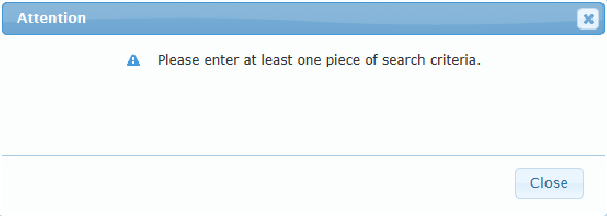 Attention
Please enter at least one piece of search criteria.
Close